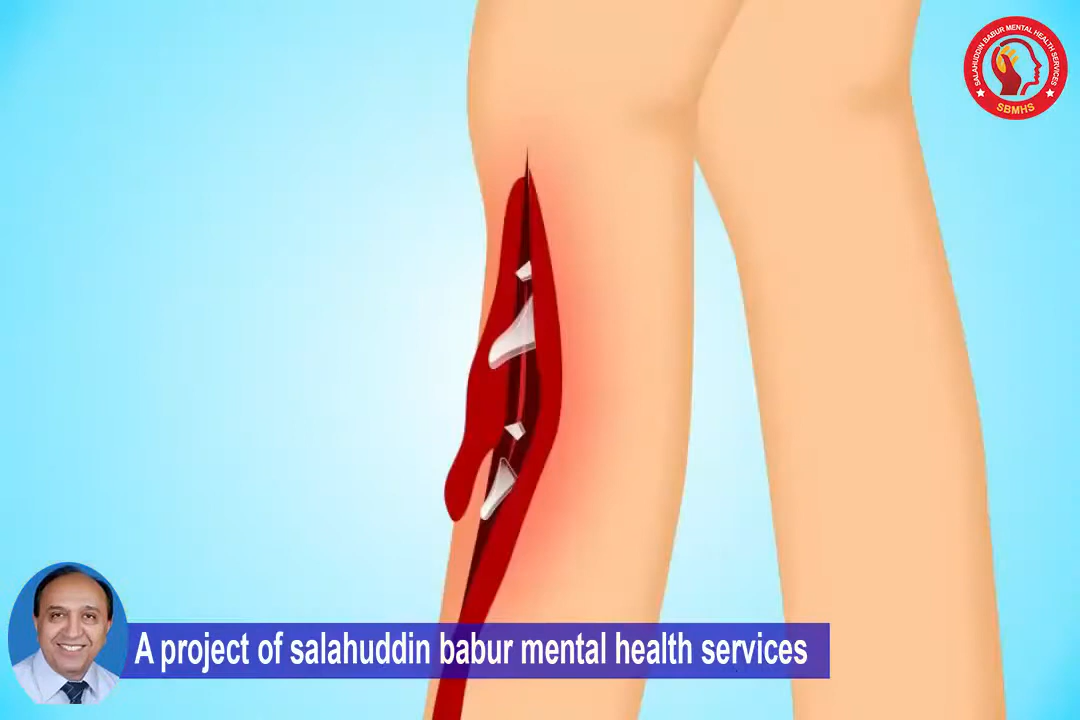 SALAHUDDIN BABUR MENTAL HEALTH SERVICES
SBMHS
A project of salahuddin babur mental health services